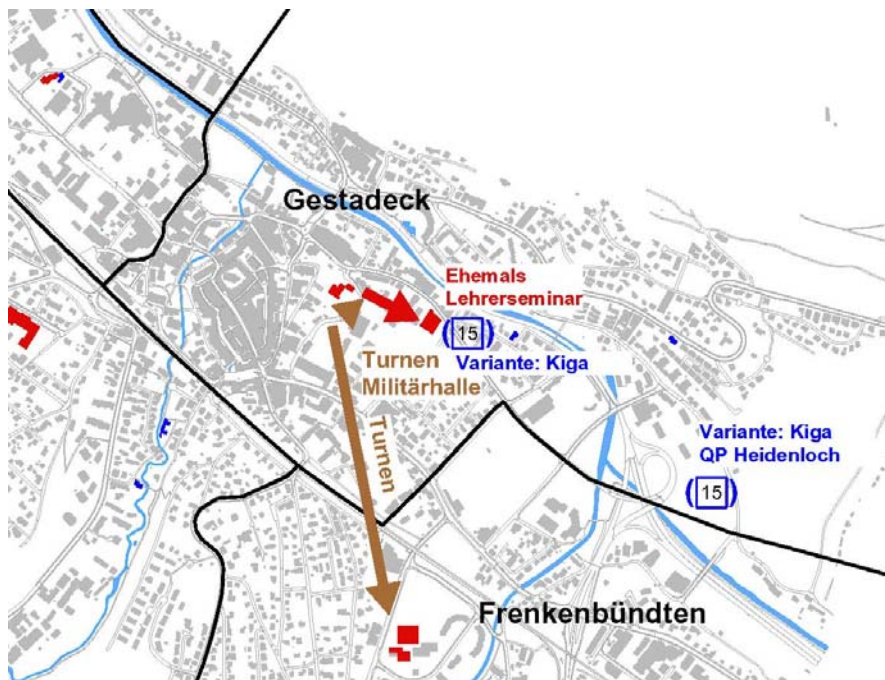 Gestadeck
Ehemals
Lehrerseminar
(15)
Variante: Kiga
Turnen
Militärhalle
Turnen
Variante: Kiga
QP Heidenloch
(15)
Frenkenbündten